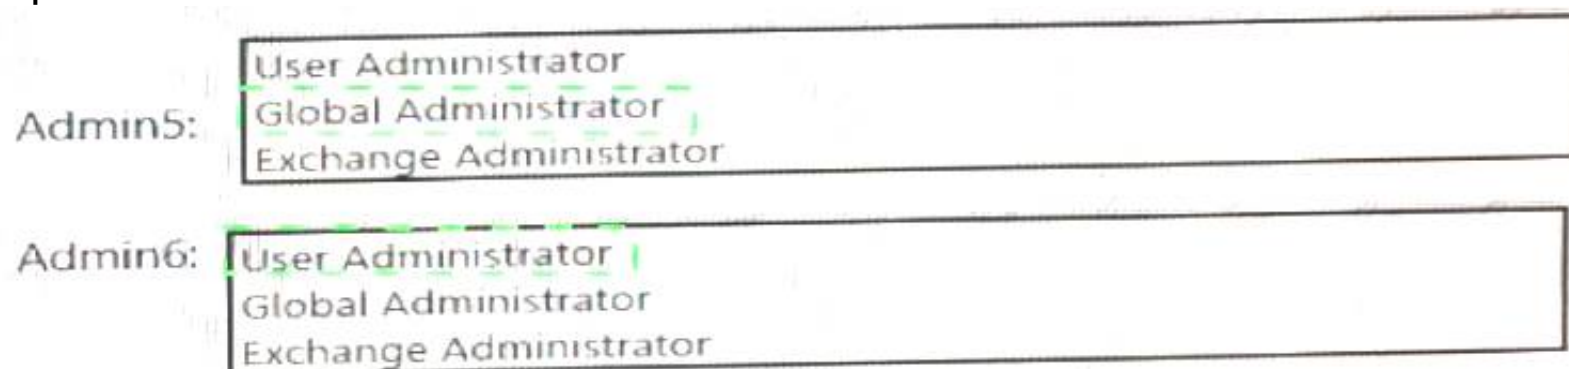 User Administrator
Admin5: Global Administrator
Exchange Administrator
Admin6: User Administrator
Global Administrator
Exchange Administrator